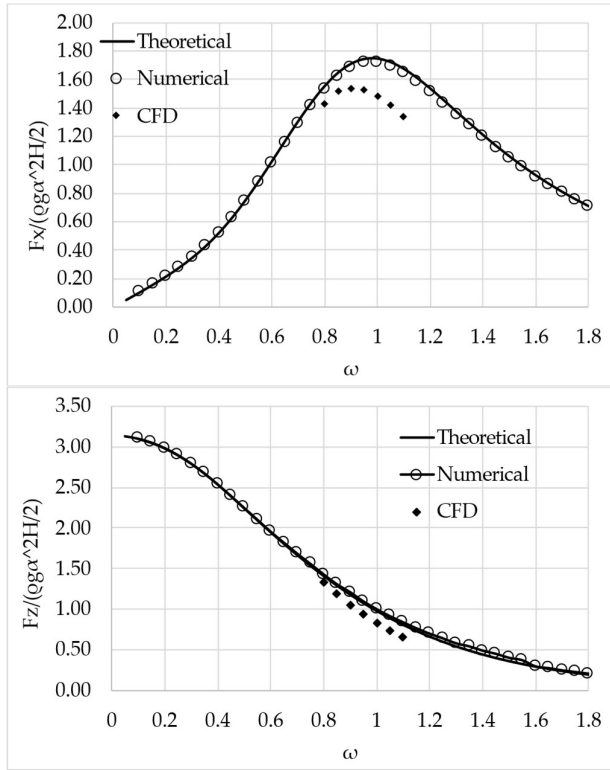 2.00
1.80
1.60
1.40
1.20
1.00
0.80
0.60
0.40
0.20
0.00
Fx/(ϱgα^2H/2)
Theoretical
Numerical
CFD
0 0.2 0.4 0.6 0.8 1 1.2 1.4 1.6 1.8
ω
3.50
3.00
2.50
2.00
1.50
1.00
0.50
0.00
Fz/(ϱgα^2H/2)
Theoretical
Numerical
CFD
0 0.2 0.4 0.6 0.8 1 1.2 1.4 1.6 1.8
ω